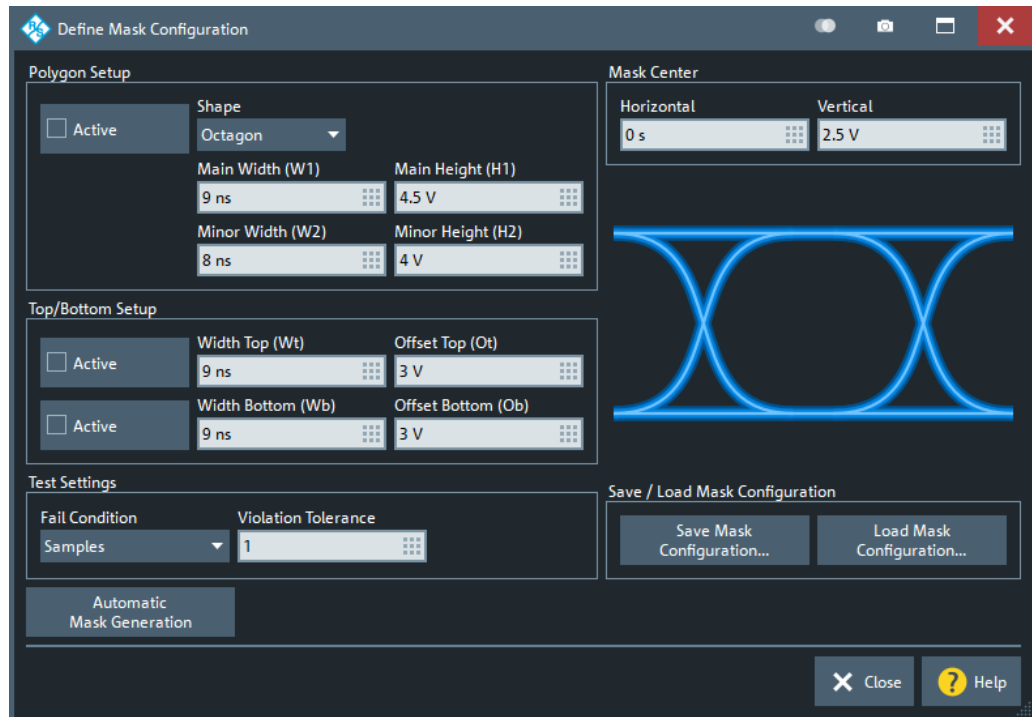 R&S Define Mask Configuration
Polygon Setup
Active
Shape
Octagon
Main Width (W1)
Main Height (H1)
9 ns
4.5 V
Minor Width (W2)
Minor Height (H2)
8 ns
4 V
Mask Center
Horizontal
Vertical
0 s
2.5 V
Top/Bottom Setup
Active
Width Top (Wt)
Offset Top (Ot)
9 ns
3 V
Active
Width Bottom (Wb)
Offset Bottom (Ob)
9 ns
3 V
Test Settings
Fail Condition
Violation Tolerance
Samples
1
Save / Load Mask Configuration
Save Mask
Configuration...
Load Mask
Configuration...
Automatic
Mask Generation
Close
? Help